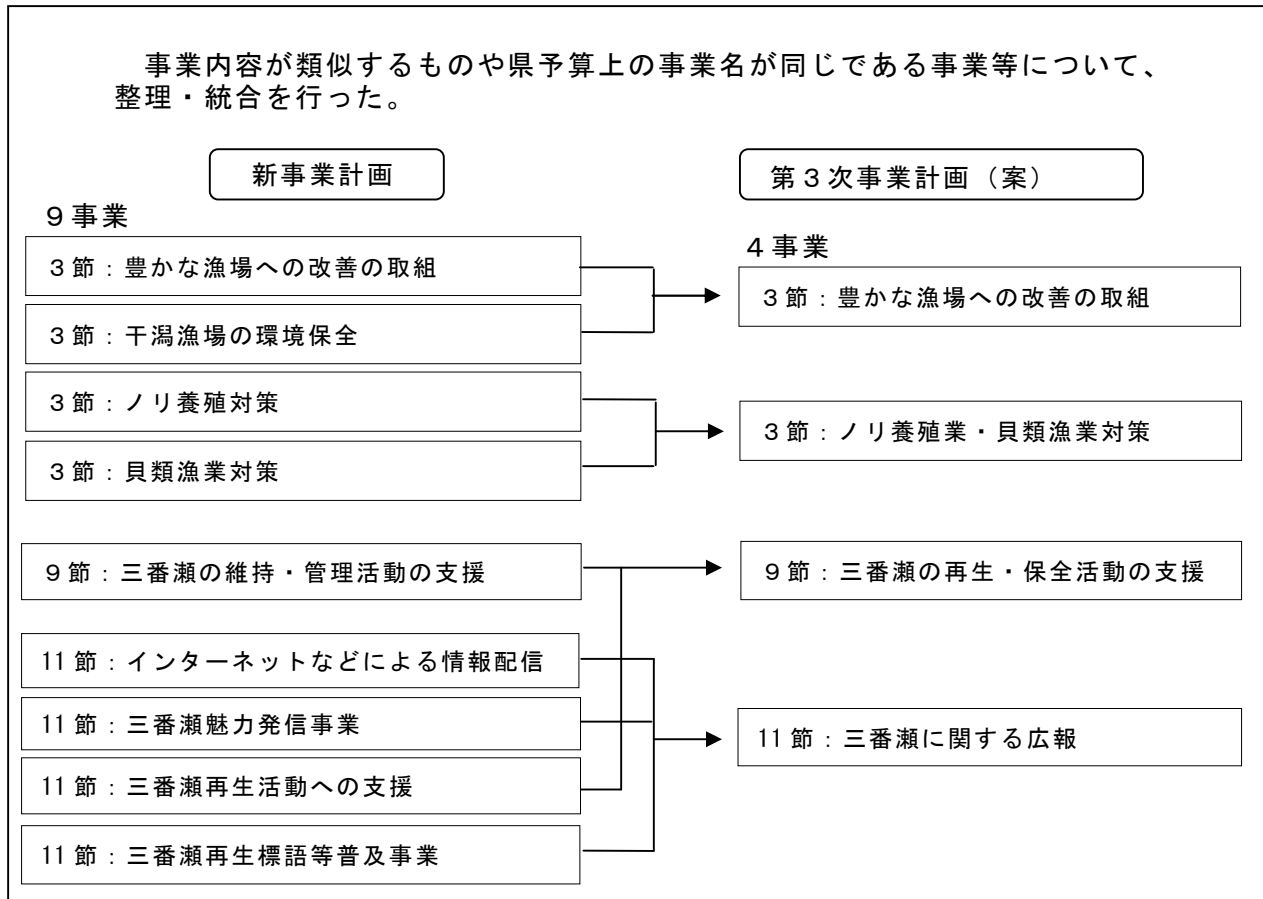 事業内容が類似するものや県予算上の事業名が同じである事業等について、
整理・統合を行った。
新事業計画
第３次事業計画（案）
９事業
３節：豊かな漁場への改善の取組
３節：干潟漁場の環境保全
３節：ノリ養殖対策
３節：貝類漁業対策
９節：三番瀬の維持・管理活動の支援
11節：インターネットなどによる情報配信
11節：三番瀬魅力発信事業
11節：三番瀬再生活動への支援
11節：三番瀬再生標語等普及事業
４事業
３節：豊かな漁場への改善の取組
３節：ノリ養殖業・貝類漁業対策
９節：三番瀬の再生・保全活動の支援
11節：三番瀬に関する広報